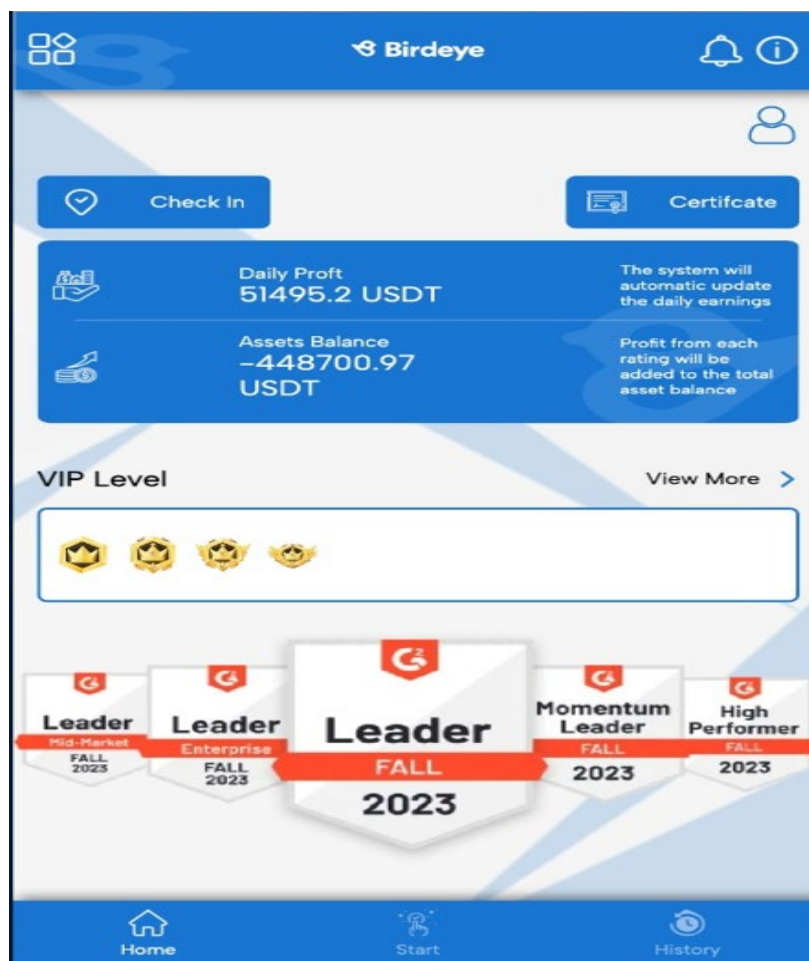 Birdeye
Check In
Certifcate
Daily Proft
51495.2 USDT
The system will
automatic update
the daily earnings
Assets Balance
-448700.97
USDT
Profit from each
rating will be
added to the total
asset balance
VIP Level
View More
Leader
Mid-Market
FALL
2023
Leader
Enterprise
FALL
2023
Leader
FALL
2023
Momentum
Leader
FALL
2023
High
Performer
FALL
2023
Home
Start
History